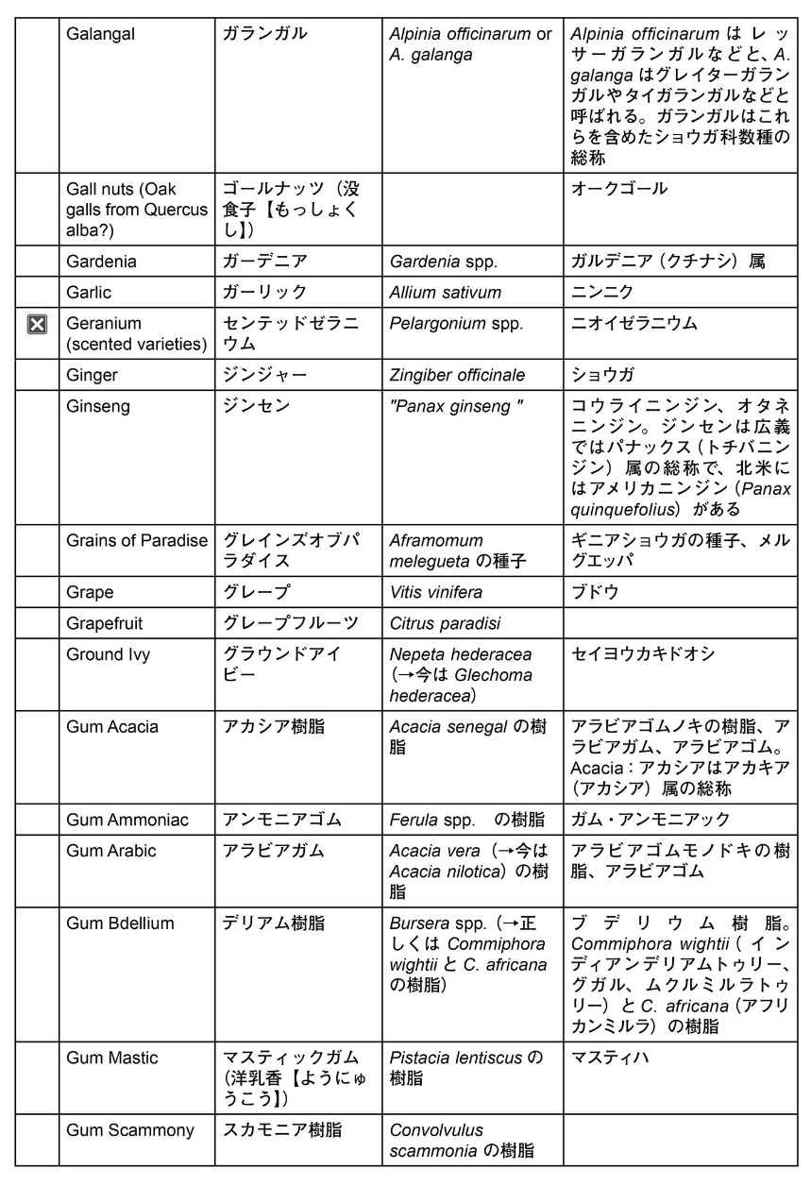 Galangal
ガランガル
Alpinia officinarum or
A. galanga
Alpinia officinarum は レッ
サーガランガルなどと、A.
galanga はグレイターガラン
ガルやタイガランガルなどと
呼ばれる。ガランガルはこれ
らを含めたショウガ科数種の
総称
Gall nuts (Oak
galls from Quercus
alba?)
ゴールナッツ（没
食子【もっしょく
し】）
オークゴール
Gardenia
ガーデニア
Gardenia spp.
ガルデニア（クチナシ）属
Garlic
ガーリック
Allium sativum
ニンニク
Geranium
(scented varieties)
センテッドゼラニ
ウム
Pelargonium spp.
ニオイゼラニウム
Ginger
ジンジャー
Zingiber officinale
ショウガ
Ginseng
ジンセン
"Panax ginseng "
コウライニンジン、オタネ
ニンジン。ジンセンは広義
ではパナックス（トチバニン
ジン）属の総称で、北米に
はアメリカニンジン（Panax
quinquefolius）がある
Grains of Paradise
グレインズオブパ
ラダイス
Aframomum
melegueta の種子
ギニアショウガの種子、メル
グエッパ
Grape
グレープ
Vitis vinifera
ブドウ
Grapefruit
グレープフルーツ
Citrus paradisi
Ground Ivy
グラウンドアイ
ビー
Nepeta hederacea
（→今は Glechoma
hederacea）
セイヨウカキドオシ
Gum Acacia
アカシア樹脂
Acacia senegal の樹
脂
アラビアゴムノキの樹脂、ア
ラビアガム、アラビアゴム。
Acacia：アカシアはアカキア
（アカシア）属の総称
Gum Ammoniac
アンモニアゴム
Ferula spp.　の樹脂
ガム・アンモニアック
Gum Arabic
アラビアガム
Acacia vera（→今は
Acacia nilotica）の樹
脂
アラビアゴムモノドキの樹
脂、アラビアゴム
Gum Bdellium
デリアム樹脂
Bursera spp.（→正
しくは Commiphora
wightii と C. africana
の樹脂）
ブデリウム樹脂。
Commiphora wightii（イン
ディアンデリアムトゥリー、
グガル、ムクルミルラトゥ
リー）と C. africana（アフリ
カンミルラ）の樹脂
Gum Mastic
マスティックガム
（洋乳香【ようにゅ
うこう】）
Pistacia lentiscus の
樹脂
マスティハ
Gum Scammony
スカモニア樹脂
Convolvulus
scammonia の樹脂